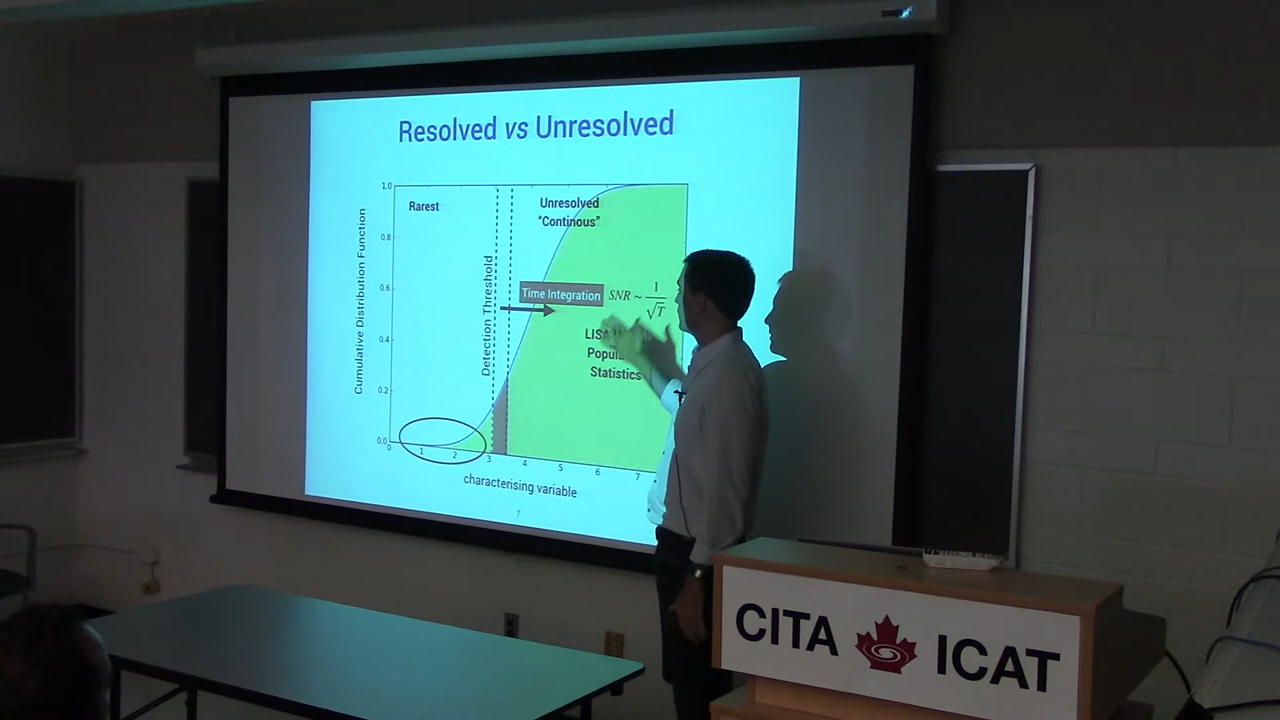 Resolved vs Unresolved
1.0
0.8
0.6
0.4
0.2
0.0
Cumulative Distribution Function
Rarest
Unresolved
"Continous"
Detection Threshold
Time Integration
SNR ~ 1
√T
Statistics
0 1 2 3 4 5 6 7
characterising variable
7
CITA ICAT